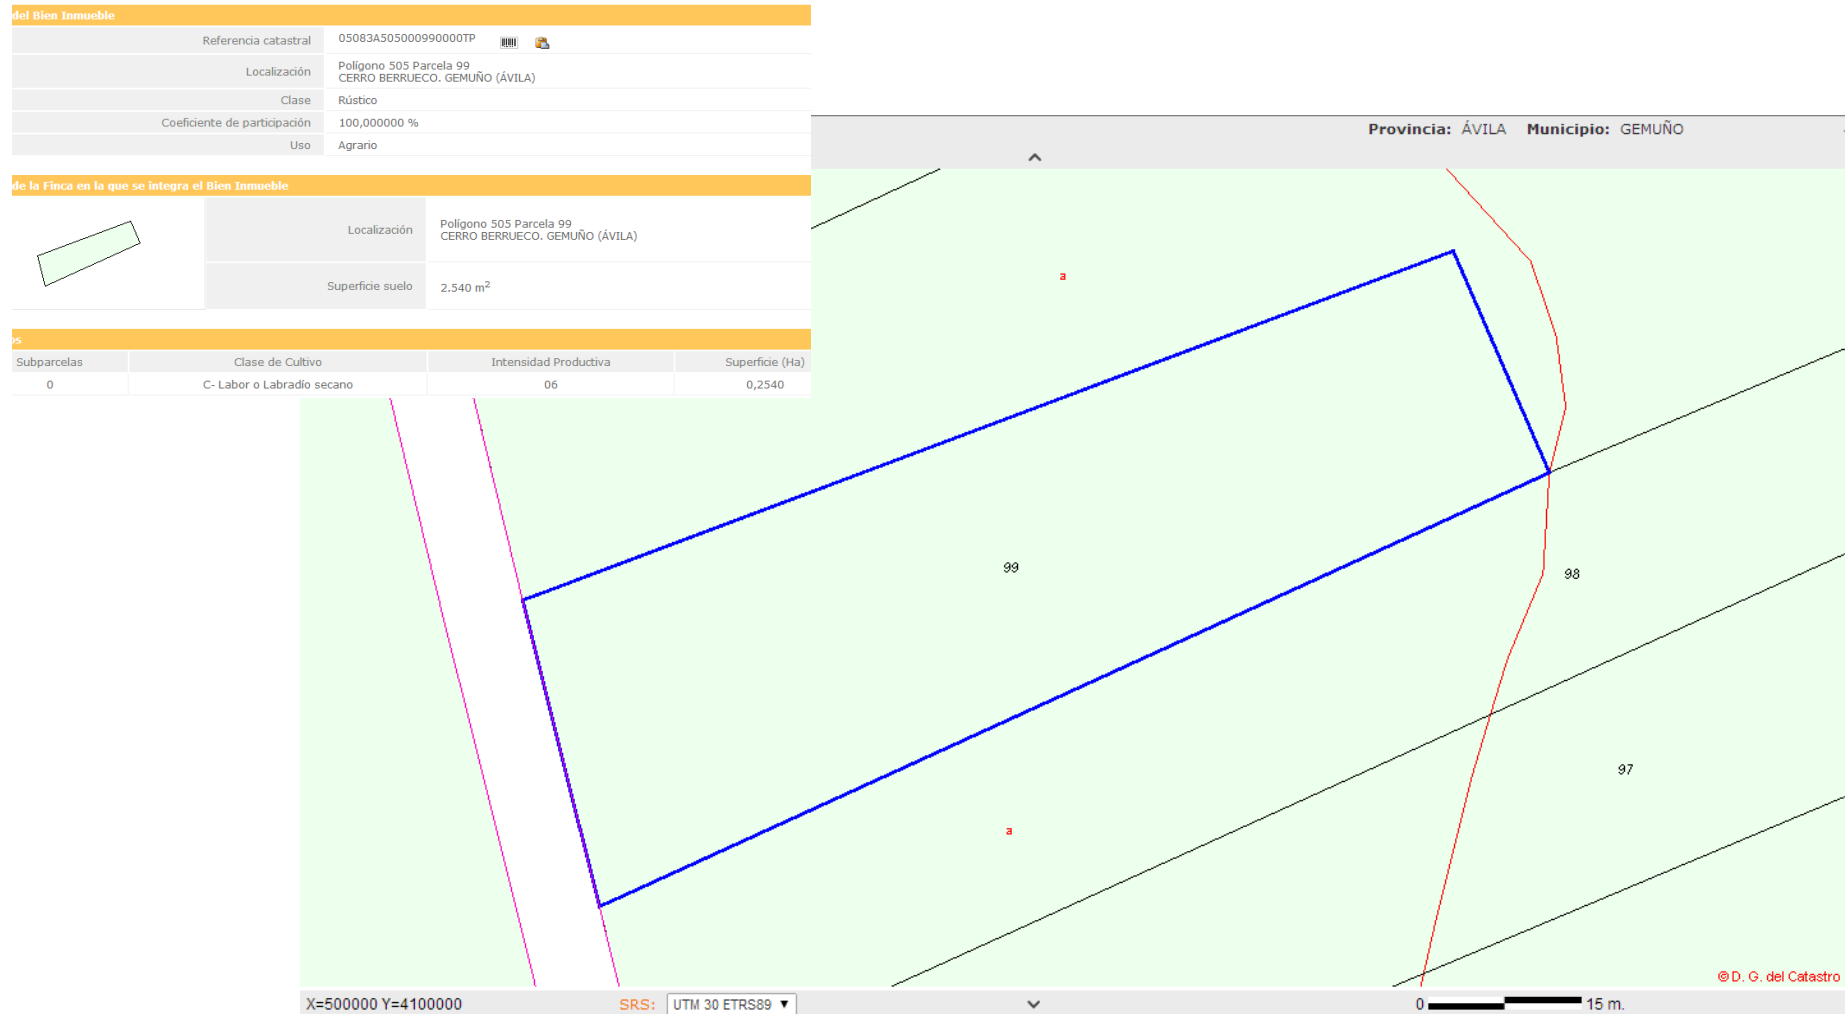 del Bien Inmueble
Referencia catastral 05083A505000990000TP
Localización Polígono 505 Parcela 99
CERRO BERRUECO. GEMUÑO (ÁVILA)
Clase Rústico
Coeficiente de participación 100,000000 %
Uso Agrario
de la Finca en la que se integra el Bien Inmueble
Localización Polígono 505 Parcela 99
CERRO BERRUECO. GEMUÑO (ÁVILA)
Superficie suelo 2.540 m²
os
Subparcelas Clase de Cultivo Intensidad Productiva Superficie (Ha)
0 C- Labor o Labradío secano 06 0,2540
Provincia: ÁVILA Municipio: GEMUÑO
a
99
98
97
a
© D. G. del Catastro
X=500000 Y=4100000 SRS: UTM 30 ETRS89 ▼ 0 15 m.